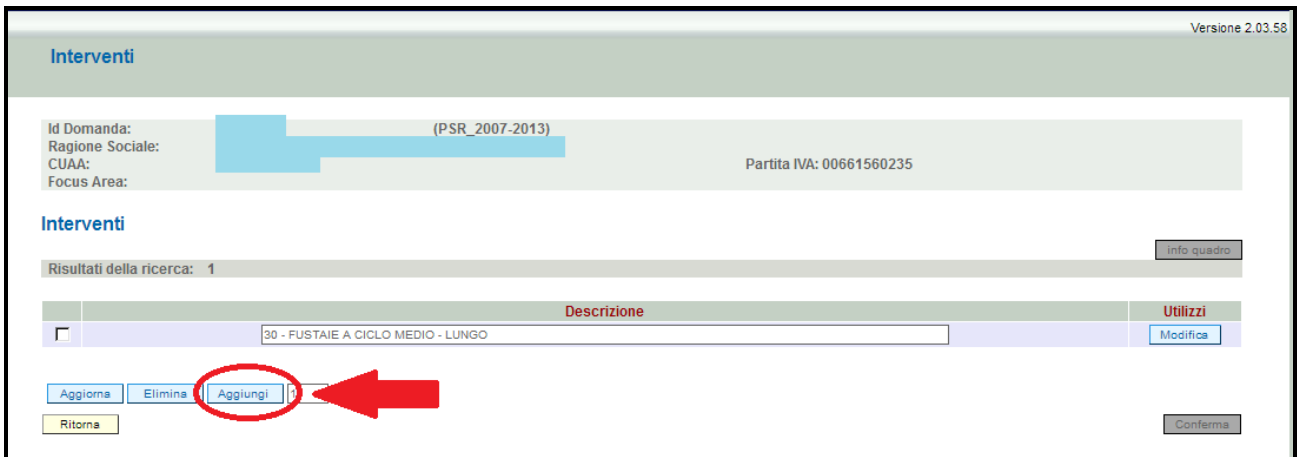 Versione 2.03.58
Interventi
Id Domanda: (PSR_2007-2013)
Ragione Sociale:
CUAA: Partita IVA: 00661560235
Focus Area:
Interventi
info quadro
Risultati della ricerca: 1
Descrizione Utilizzi
30 - FUSTAIE A CICLO MEDIO - LUNGO Modifica
Aggiorna Elimina Aggiungi 1
Ritorna Conferma